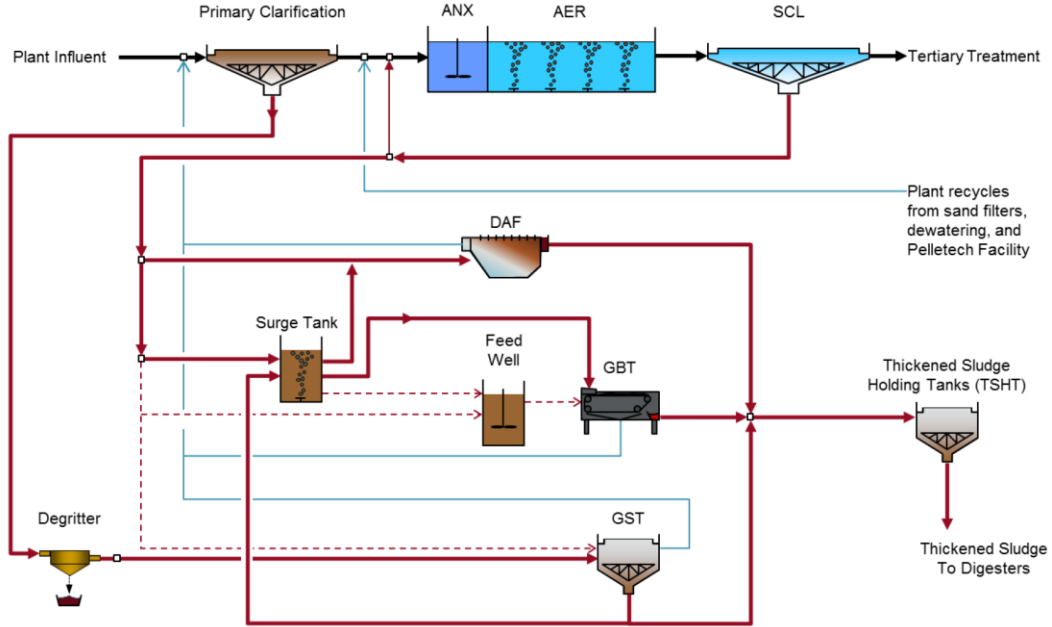 Primary Clarification
ANX
AER
SCL
Plant Influent
Tertiary Treatment
Plant recycles
from sand filters,
dewatering, and
Pelletech Facility
DAF
Surge Tank
Feed
Well
GBT
Thickened Sludge
Holding Tanks (TSHT)
Degritter
GST
Thickened Sludge
To Digesters